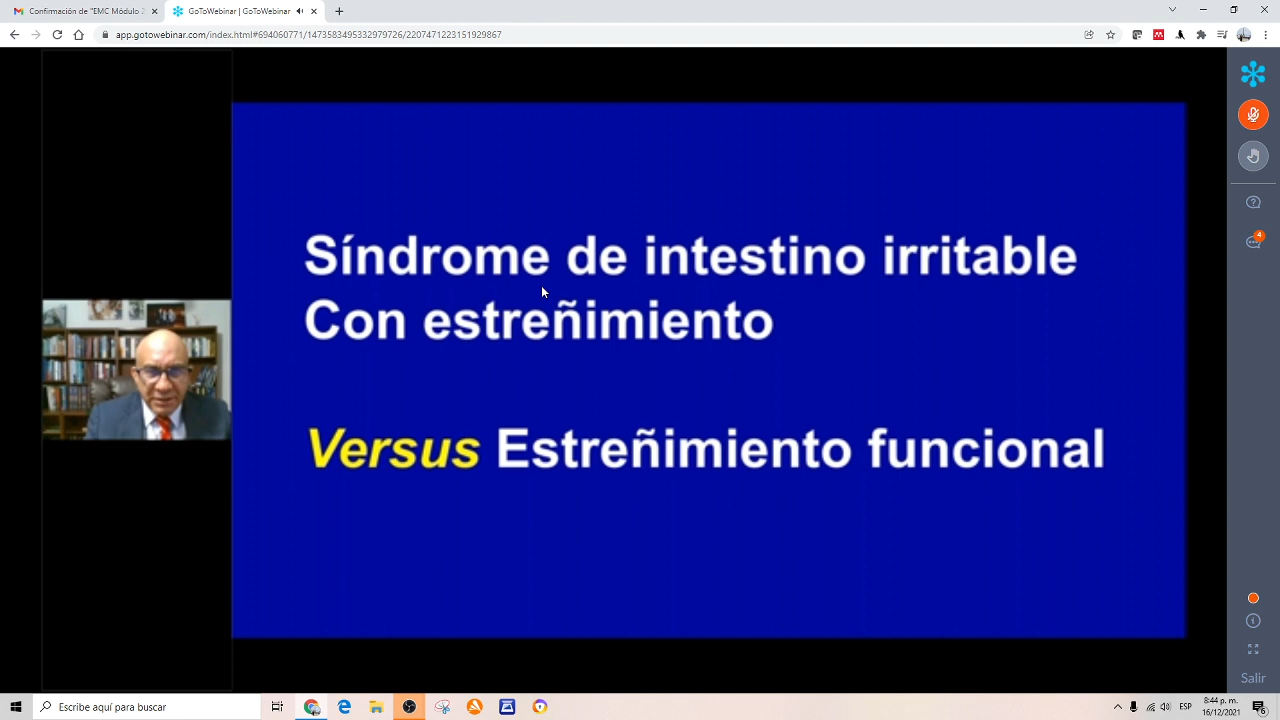 Confirmación de "EMC Módulo 2
GoToWebinar | GoToWebinar
app.gotowebinar.com/index.html#694060771/1473583495332979726/2207471223151929867
Síndrome de intestino irritable
Con estreñimiento
Versus Estreñimiento funcional
4
Salir
Escribe aquí para buscar
ESP
8:44 p. m.
16/12/2021